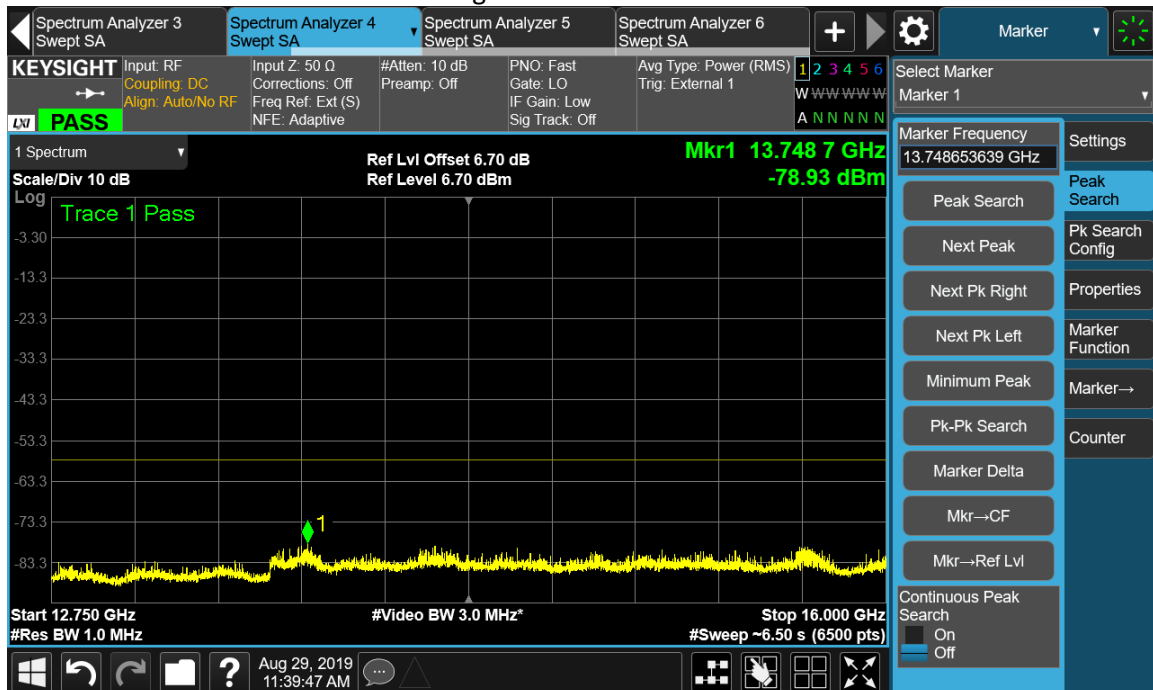 Spectrum Analyzer 3
Swept SA
Spectrum Analyzer 4
Swept SA
Spectrum Analyzer 5
Swept SA
Spectrum Analyzer 6
Swept SA
+
Marker
KEYSIGHT
LXI
PASS
Input: RF
Coupling: DC
Align: Auto/No RF
Input Z: 50 Ω
Corrections: Off
Freq Ref: Ext (S)
NFE: Adaptive
#Atten: 10 dB
Preamp: Off
PNO: Fast
Gate: LO
IF Gain: Low
Sig Track: Off
Avg Type: Power (RMS)
Trig: External 1
1 2 3 4 5 6
W W W W W W
A N N N N N
Select Marker
Marker 1
1 Spectrum
Scale/Div 10 dB
Ref Lvl Offset 6.70 dB
Ref Level 6.70 dBm
Mkr1 13.748 7 GHz
-78.93 dBm
Log
Trace 1 Pass
-3.30
-13.3
-23.3
-33.3
-43.3
-53.3
-63.3
-73.3
-83.3
1
Start 12.750 GHz
#Res BW 1.0 MHz
#Video BW 3.0 MHz*
Stop 16.000 GHz
#Sweep ~6.50 s (6500 pts)
Marker Frequency
13.748653639 GHz
Peak Search
Next Peak
Next Pk Right
Next Pk Left
Minimum Peak
Pk-Pk Search
Marker Delta
Mkr→CF
Mkr→Ref Lvl
Continuous Peak
Search
On
Off
Settings
Peak
Search
Pk Search
Config
Properties
Marker
Function
Marker→
Counter
?
Aug 29, 2019
11:39:47 AM